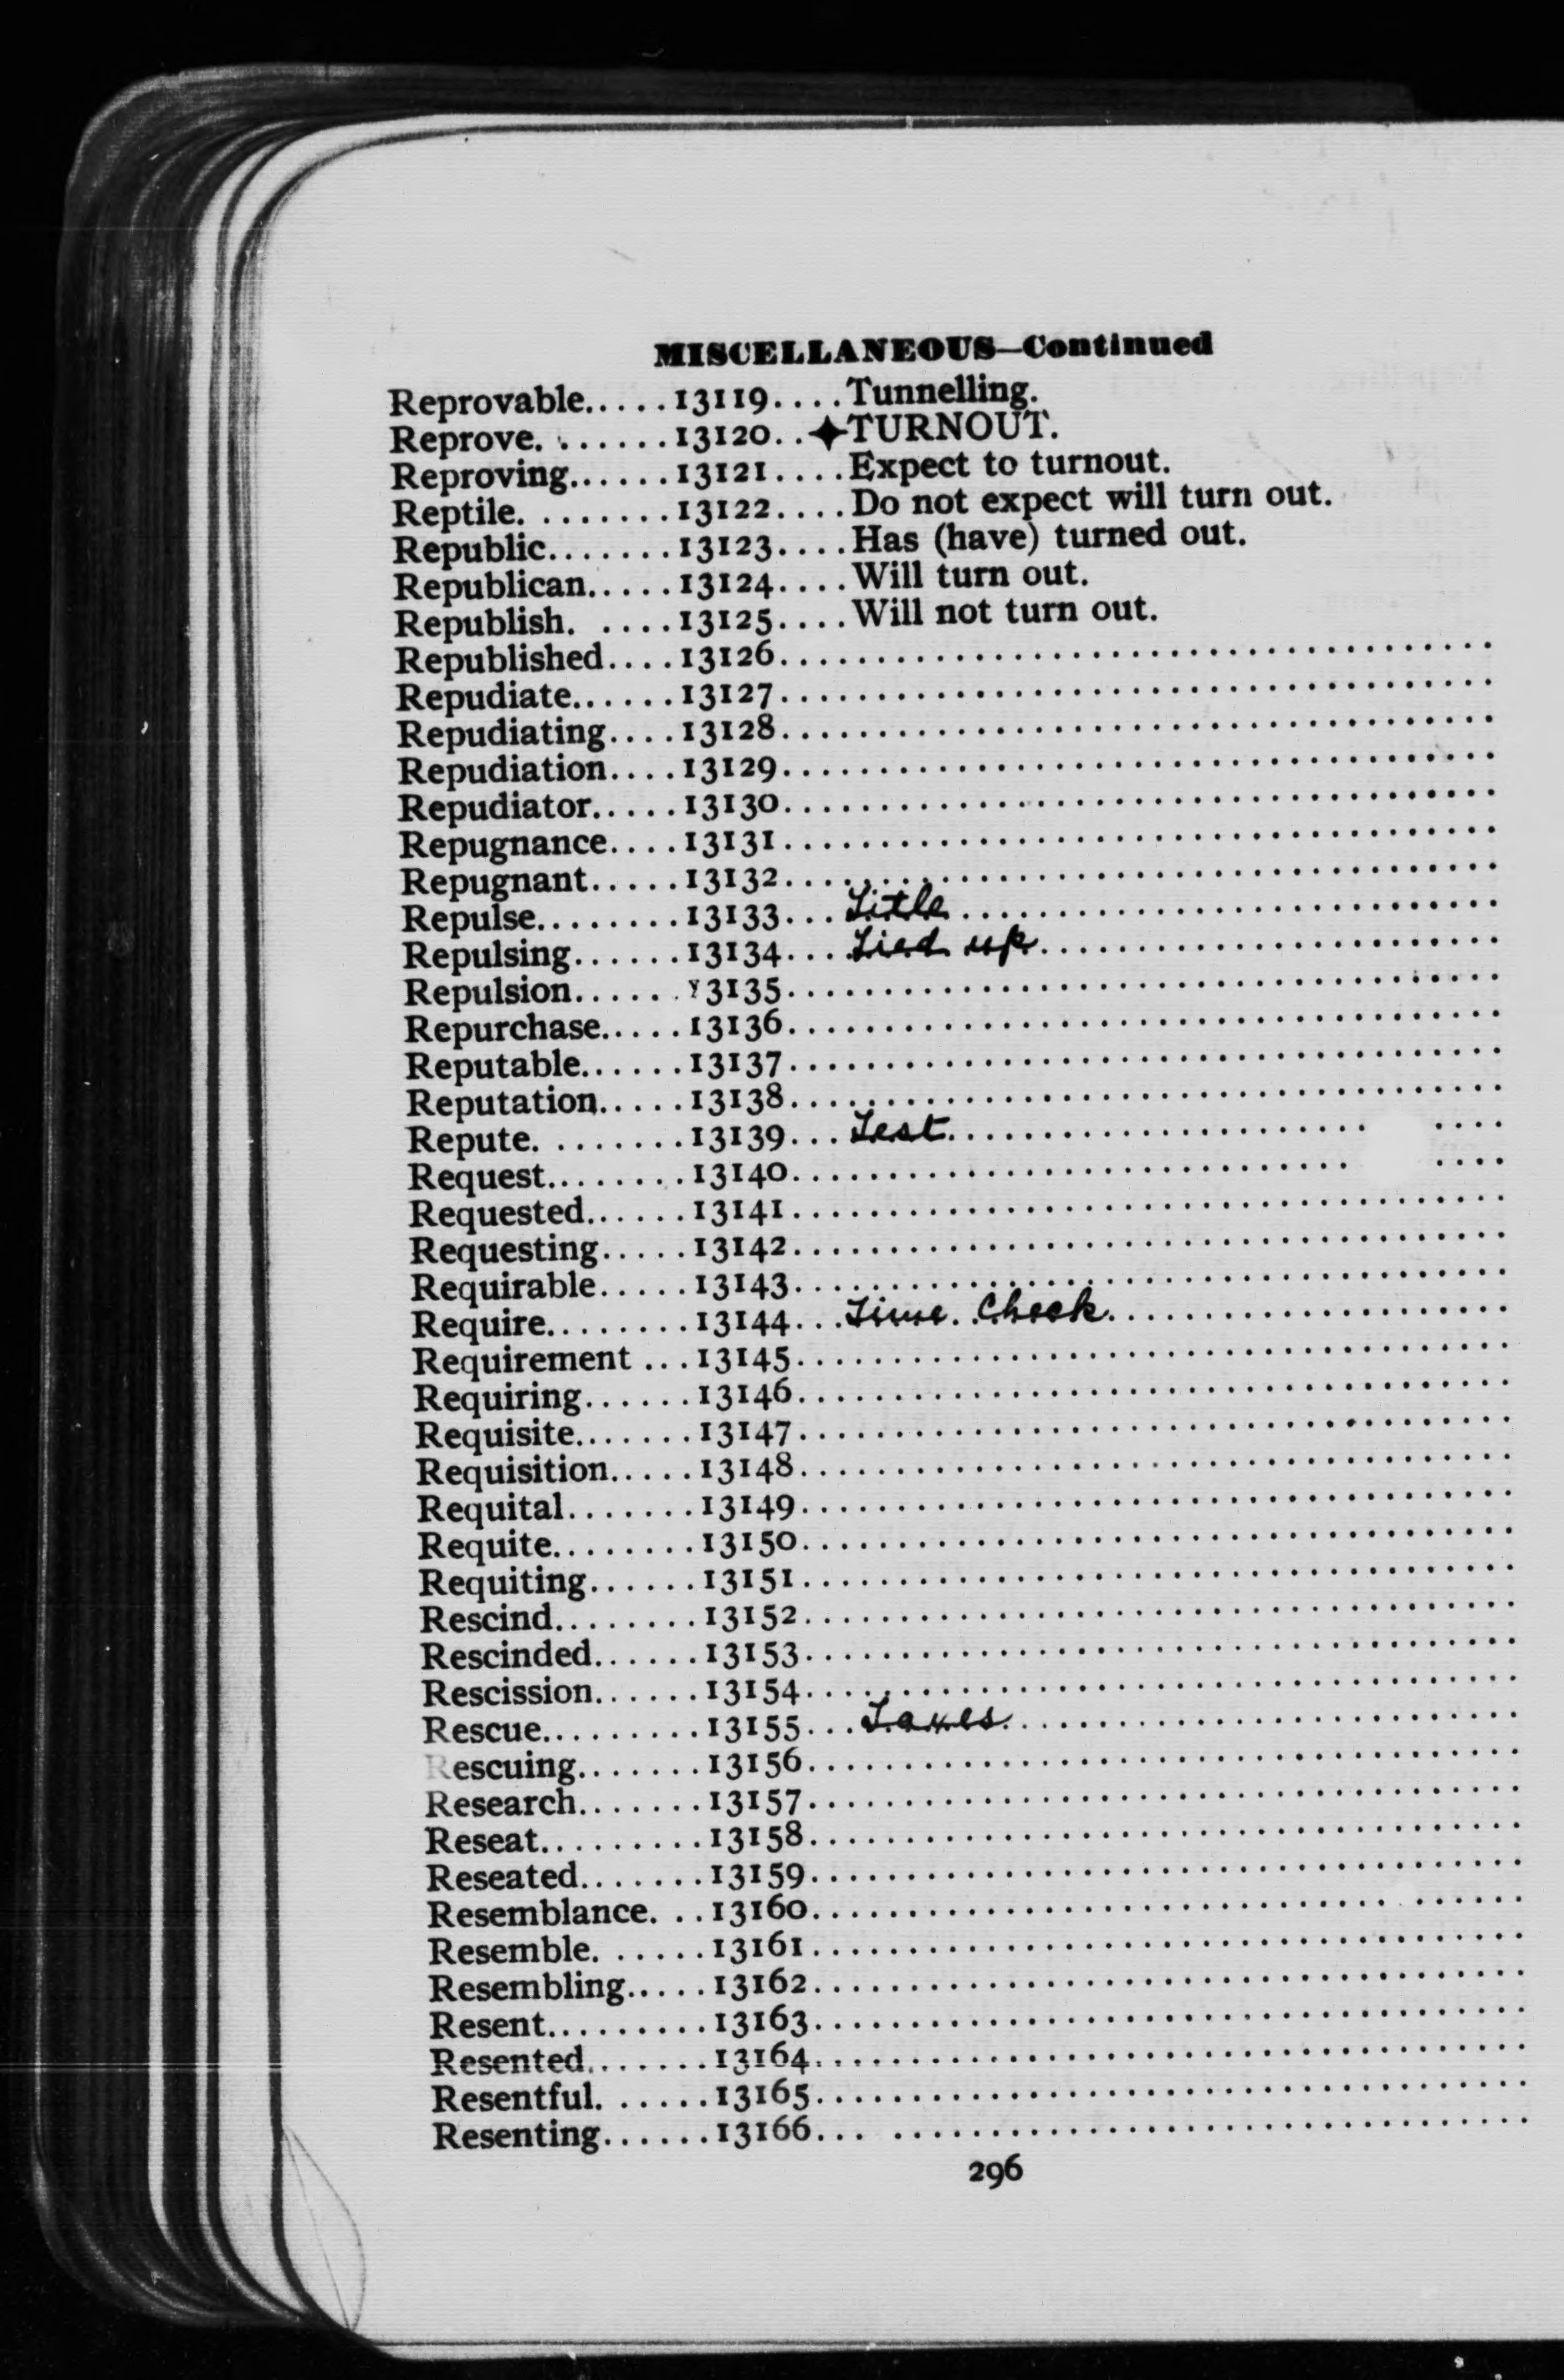 MISCELLANEOUS—Continued
Reprovable.....13119....Tunnelling.
Reprove. ......13120..✦TURNOUT.
Reproving......13121....Expect to turnout.
Reptile. .......13122....Do not expect will turn out.
Republic.......13123....Has (have) turned out.
Republican.....13124....Will turn out.
Republish. ....13125....Will not turn out.
Republished....13126
Repudiate......13127
Repudiating....13128
Repudiation....13129
Repudiator.....13130
Repugnance....13131
Repugnant.....13132
Repulse........13133...Title
Repulsing......13134....Tied up
Repulsion......13135
Repurchase.....13136
Reputable......13137
Reputation.....13138
Repute. .......13139...Test
Request........13140
Requested......13141
Requesting.....13142
Requirable.....13143
Require........13144...Time Check
Requirement ...13145
Requiring......13146
Requisite.......13147
Requisition.....13148
Requital.......13149
Requite........13150
Requiting......13151
Rescind........13152
Rescinded......13153
Rescission......13154
Rescue.........13155...Taxes
Rescuing.......13156
Research.......13157
Reseat.........13158
Reseated.......13159
Resemblance. ..13160
Resemble. ......13161
Resembling.....13162
Resent.........13163
Resented.......13164
Resentful. ......13165
Resenting......13166
296